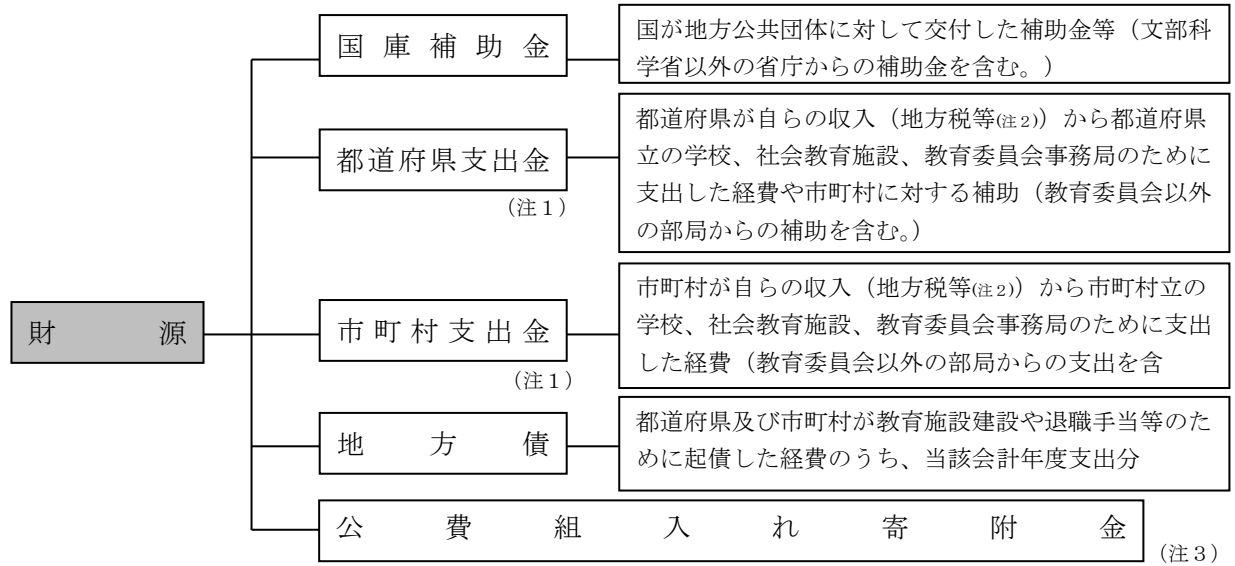 国庫補助金
国が地方公共団体に対して交付した補助金等(文部科
学省以外の省庁からの補助金を含む。)
都道府県支出金
(注1)
都道府県が自らの収入(地方税等(注2))から都道府県
立の学校、社会教育施設、教育委員会事務局のために
支出した経費や市町村に対する補助(教育委員会以外
の部局からの補助を含む。)
財源
市町村支出金
(注1)
市町村が自らの収入(地方税等(注2))から市町村立の
学校、社会教育施設、教育委員会事務局のために支出
した経費(教育委員会以外の部局からの支出を含
地方債
都道府県及び市町村が教育施設建設や退職手当等のた
めに起債した経費のうち、当該会計年度支出分
公費組入れ寄附金
(注3)